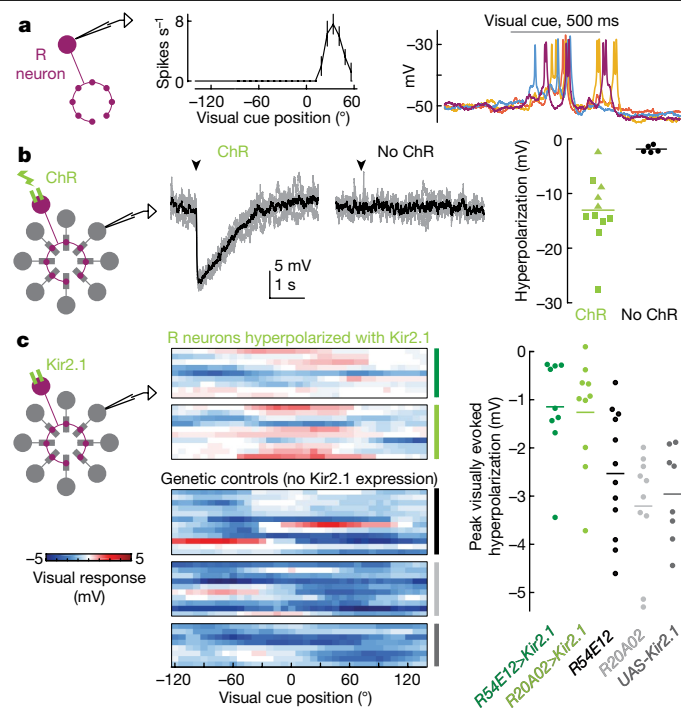 a
R
neuron
Spikes s⁻¹
8
0
−140
−60
0
60
Visual cue position (°)
Visual cue, 500 ms
mV
−30
−50
b
ChR
ChR
No ChR
5 mV
1 s
Hyperpolarization (mV)
0
−10
−20
−30
ChR
No ChR
c
Kir2.1
R neurons hyperpolarized with Kir2.1
Genetic controls (no Kir2.1 expression)
−5
5
Visual response
(mV)
−120
−60
0
60
120
Visual cue position (°)
Peak visually evoked
hyperpolarization (mV)
0
−1
−2
−3
−4
−5
R54E12>Kir2.1
R20A02>Kir2.1
R54E12
R20A02
UAS-Kir2.1